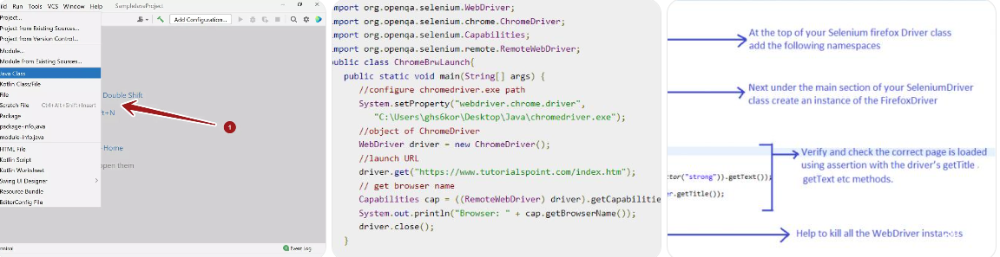 ild Run Tools VCS Window Help SampleJavaProject
Add Configuration...
Project...
Project from Existing Sources...
Project from Version Control...
Module...
Module from Existing Sources...
Java Class
Kotlin Class/File
File
Scratch File Ctrl+Alt+Shift+Insert
Package
package-info.java
module-info.java
HTML File
Kotlin Script
Kotlin Worksheet
Swing UI Designer
Resource Bundle
EditorConfig File
Double Shift
+N
1
+Home
open them
rminal
Event Log
import org.openqa.selenium.WebDriver;
import org.openqa.selenium.chrome.ChromeDriver;
import org.openqa.selenium.Capabilities;
import org.openqa.selenium.remote.RemoteWebDriver;
public class ChromeBrwLaunch{
public static void main(String[] args) {
//configure chromedriver.exe path
System.setProperty("webdriver.chrome.driver",
"C:\Users\ghs6kor\Desktop\Java\chromedriver.exe");
//object of ChromeDriver
WebDriver driver = new ChromeDriver();
//launch URL
driver.get("https://www.tutorialspoint.com/index.htm");
// get browser name
Capabilities cap = ((RemoteWebDriver) driver).getCapabilitie
System.out.println("Browser: " + cap.getBrowserName());
driver.close();
}
At the top of your Selenium firefox Driver class
add the following namespaces
Next under the main section of your SeleniumDriver
class create an instance of the FirefoxDriver
Verify and check the correct page is loaded
using assertion with the driver's getTitle .
getText etc methods.
ctor("strong")).getText());
er.getTitle());
Help to kill all the WebDriver instances